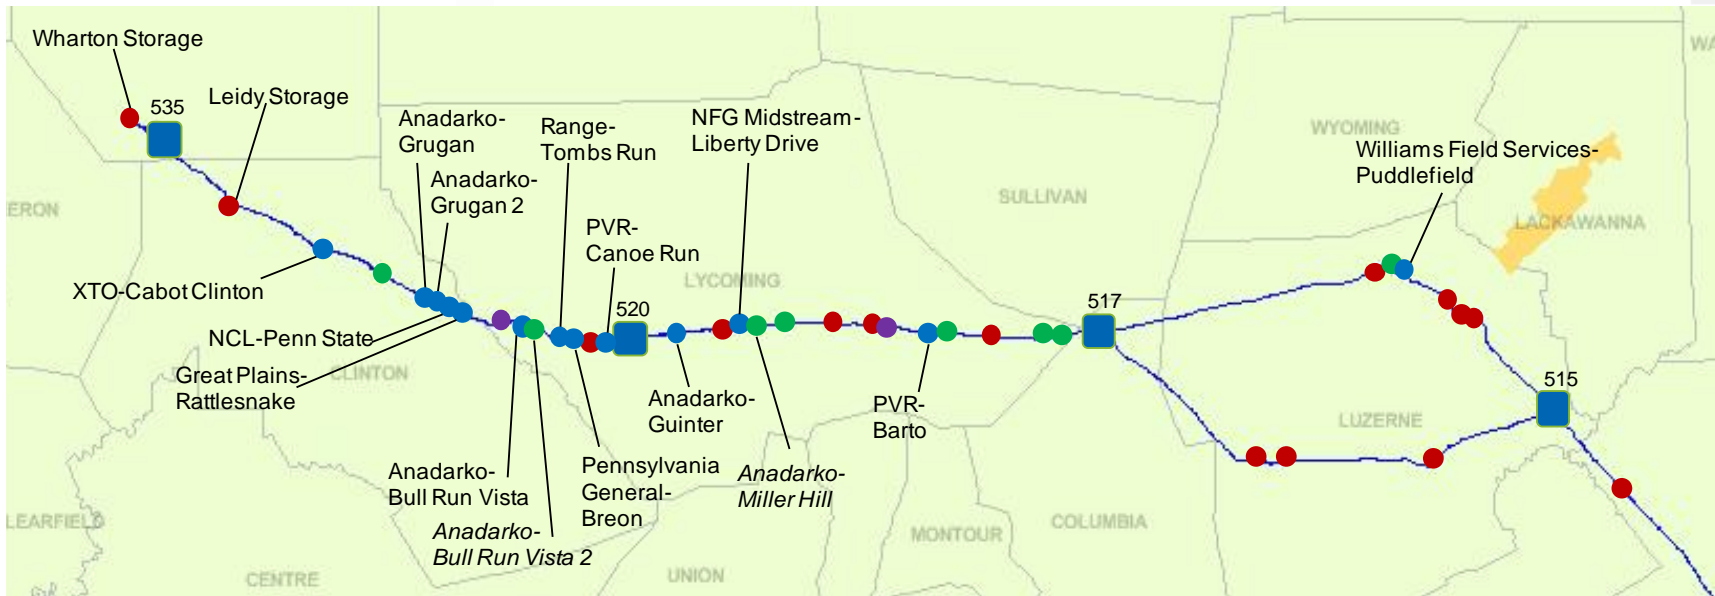 Wharton Storage
535
Leidy Storage
Anadarko-
Grugan
Anadarko-
Grugan 2
Range-
Tombs Run
NFG Midstream-
Liberty Drive
PVR-
Canoe Run
WYOMING
Williams Field Services-
Puddlefield
WA
SULLIVAN
LACKAWANNA
ERON
LYCOMING
XTO-Cabot Clinton
520
517
NCL-Penn State
Great Plains-
Rattlesnake
CLINTON
515
Anadarko-
Guinter
PVR-
Barto
LUZERNE
Anadarko-
Bull Run Vista
Pennsylvania
General-
Breon
Anadarko-
Miller Hill
Anadarko-
Bull Run Vista 2
LEARFIELD
COLUMBIA
MONTOUR
CENTRE
UNION